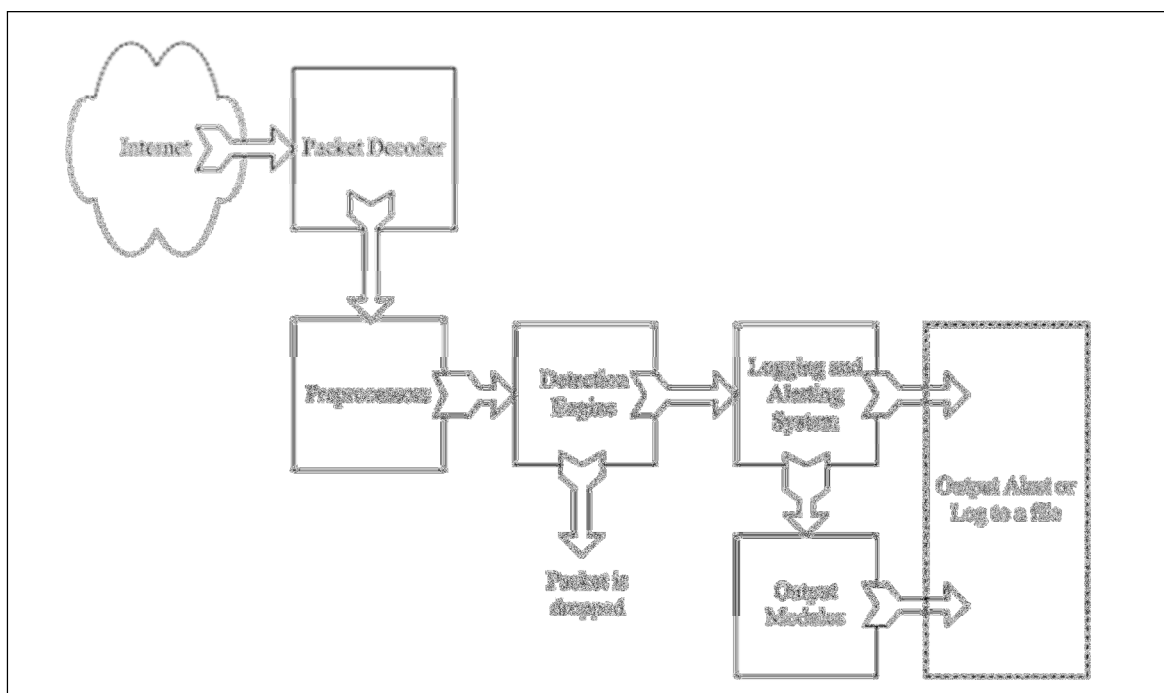 Internet
Packet Decoder
Preprocessors
Detection
Engine
Logging and
Alerting
System
Packet is
dropped
Output
Modules
Output Alert or
Log to a file